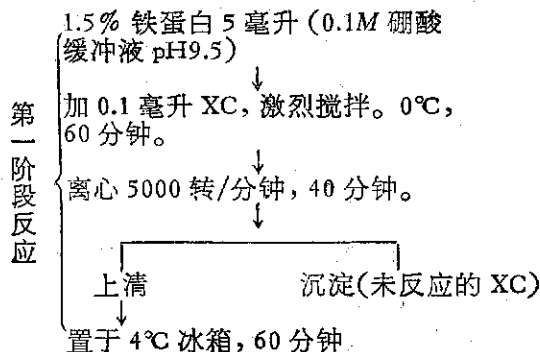 第一阶段反应
1.5% 铁蛋白 5 毫升 (0.1M 硼酸
缓冲液 pH9.5)
加 0.1 毫升 XC, 激烈搅拌。0℃,
60 分钟。
离心 5000 转/分钟, 40 分钟。
上清 沉淀(未反应的 XC)
置于 4℃ 冰箱, 60 分钟